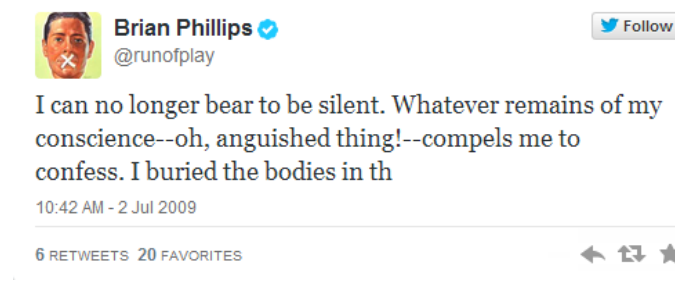 Brian Phillips
Follow
@runofplay
I can no longer bear to be silent. Whatever remains of my
conscience--oh, anguished thing!--compels me to
confess. I buried the bodies in th
10:42 AM - 2 Jul 2009
6 RETWEETS 20 FAVORITES